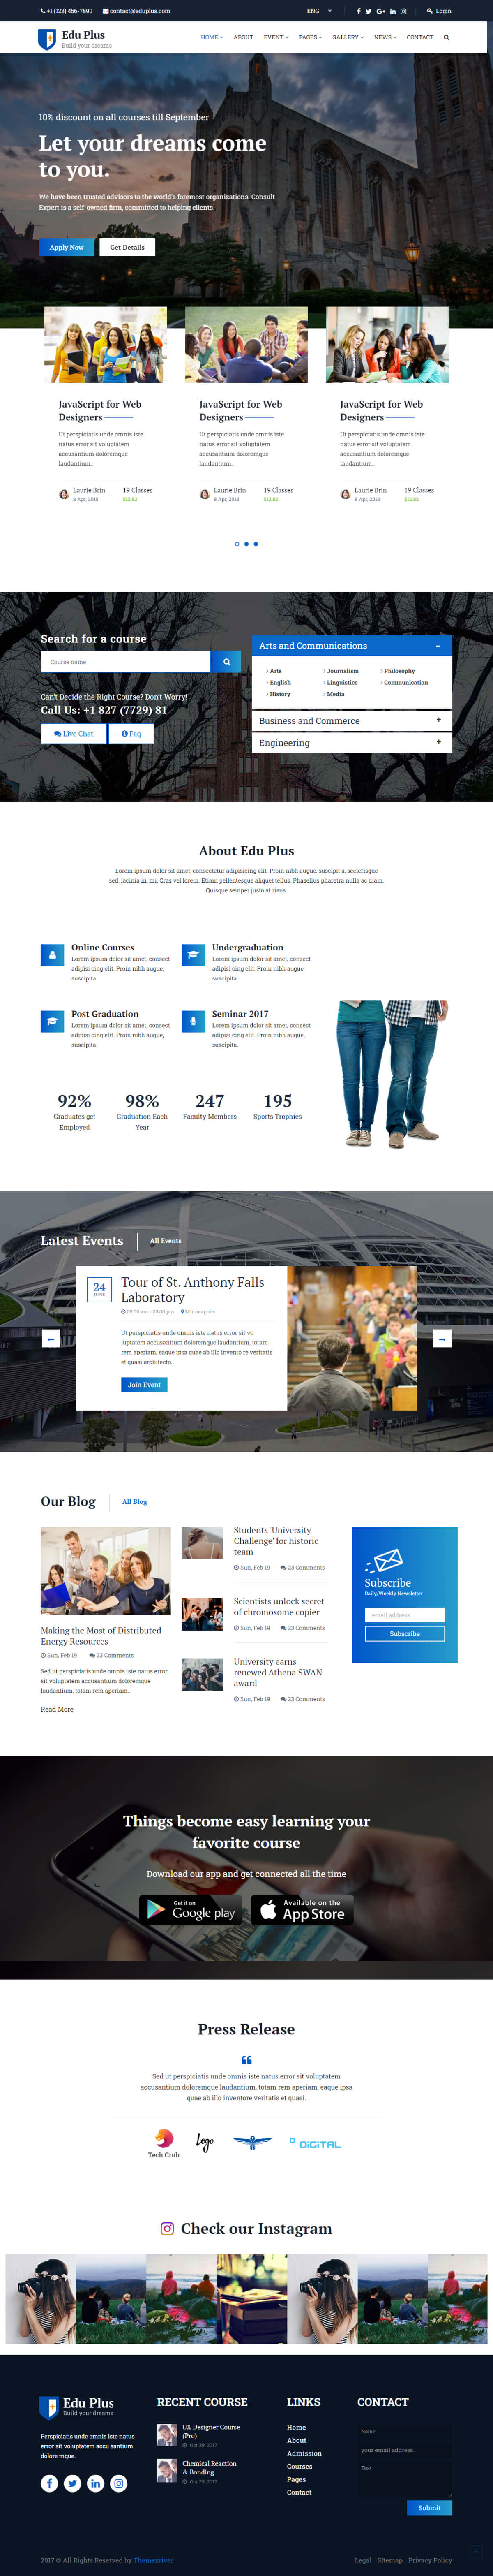 +1 (123) 456-7890 contact@eduplus.com ENG Login
Edu Plus
Build your dreams
HOME ABOUT EVENT PAGES GALLERY NEWS CONTACT
10% discount on all courses till September
Let your dreams come
to you.
We have been trusted advisors to the world's foremost organizations. Consult
Expert is a self-owned firm, committed to helping clients.
Apply Now Get Details
JavaScript for Web
Designers
Ut perspiciatis unde omnis iste
natus error sit voluptatem
accusantium doloremque
laudantium..
Laurie Brin 19 Classes
8 Apr, 2018 $12.82
JavaScript for Web
Designers
Ut perspiciatis unde omnis iste
natus error sit voluptatem
accusantium doloremque
laudantium..
Laurie Brin 19 Classes
8 Apr, 2018 $12.82
JavaScript for Web
Designers
Ut perspiciatis unde omnis iste
natus error sit voluptatem
accusantium doloremque
laudantium..
Laurie Brin 19 Classes
8 Apr, 2018 $12.82
Search for a course
Course name
Can't Decide the Right Course? Don't Worry!
Call Us: +1 827 (7729) 81
Live Chat Faq
Arts and Communications
Arts Journalism Philosophy
English Linguistics Communication
History Media
Business and Commerce
Engineering
About Edu Plus
Lorem ipsum dolor sit amet, consectetur adipisicing elit. Proin nibh augue, suscipit a, scelerisque
sed, lacinia in, mi. Cras vel lorem. Etiam pellentesque aliquet tellus. Phasellus pharetra nulla ac diam.
Quisque semper justo at risus.
Online Courses
Lorem ipsum dolor sit amet, consect
adipisi cing elit. Proin nibh augue,
suscipita.
Undergraduation
Lorem ipsum dolor sit amet, consect
adipisi cing elit. Proin nibh augue,
suscipita.
Post Graduation
Lorem ipsum dolor sit amet, consect
adipisi cing elit. Proin nibh augue,
suscipita.
Seminar 2017
Lorem ipsum dolor sit amet, consect
adipisi cing elit. Proin nibh augue,
suscipita.
92%
Graduates get
Employed
98%
Graduation Each
Year
247
Faculty Members
195
Sports Trophies
Latest Events All Events
24
JUNE
Tour of St. Anthony Falls
Laboratory
09:00 am - 03:00 pm Minneapolis
Ut perspiciatis unde omnis iste natus error sit vo
luptatem accusantium doloremque laudantium, totam
rem aperiam, eaque ipsa quae ab illo invento re veritatis
et quasi architecto..
Join Event
Our Blog All Blog
Making the Most of Distributed
Energy Resources
Sun, Feb 19 23 Comments
Sed ut perspiciatis unde omnis iste natus error
sit voluptatem accusantium doloremque
laudantium, totam rem aperiam..
Read More
Students 'University
Challenge' for historic
team
Sun, Feb 19 23 Comments
Scientists unlock secret
of chromosome copier
Sun, Feb 19 23 Comments
University earns
renewed Athena SWAN
award
Sun, Feb 19 23 Comments
Subscribe
Daily/Weekly Newsletter
email address..
Subscribe
Things become easy learning your
favorite course
Download our app and get connected all the time
Get it on
Google play
Available on the
App Store
Press Release
Sed ut perspiciatis unde omnis iste natus error sit voluptatem
accusantium doloremque laudantium, totam rem aperiam, eaque ipsa
quae ab illo inventore veritatis et quasi
Tech Crub
Logo
DIGITAL
Check our Instagram
Edu Plus
Build your dreams
Perspiciatis unde omnis iste natus
error sit voluptatem accu santium
dolore mque.
RECENT COURSE
UX Designer Course
(Pro)
Oct 29, 2017
Chemical Reaction
& Bonding
Oct 29, 2017
LINKS
Home
About
Admission
Courses
Pages
Contact
CONTACT
Name
your email address..
Text
Submit
2017 © All Rights Reserved by Themexriver
Legal Sitemap Privacy Policy